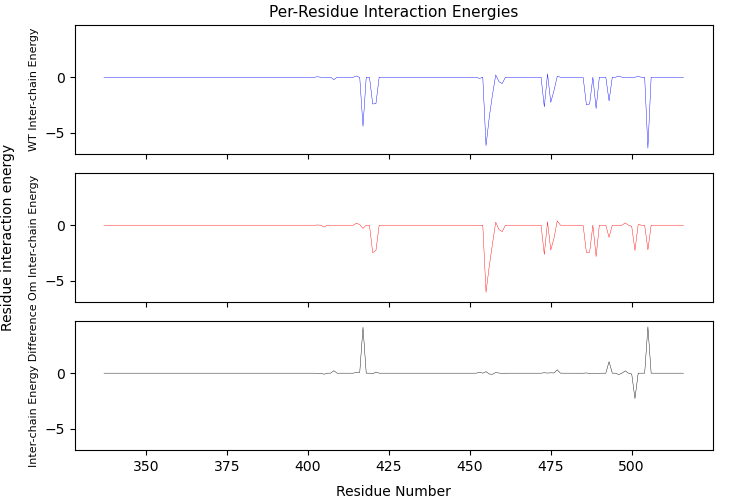 Per-Residue Interaction Energies
Residue interaction energy
WT Inter-chain Energy
0
−5
Om Inter-chain Energy
0
−5
Inter-chain Energy Difference
0
−5
350
375
400
425
450
475
500
Residue Number